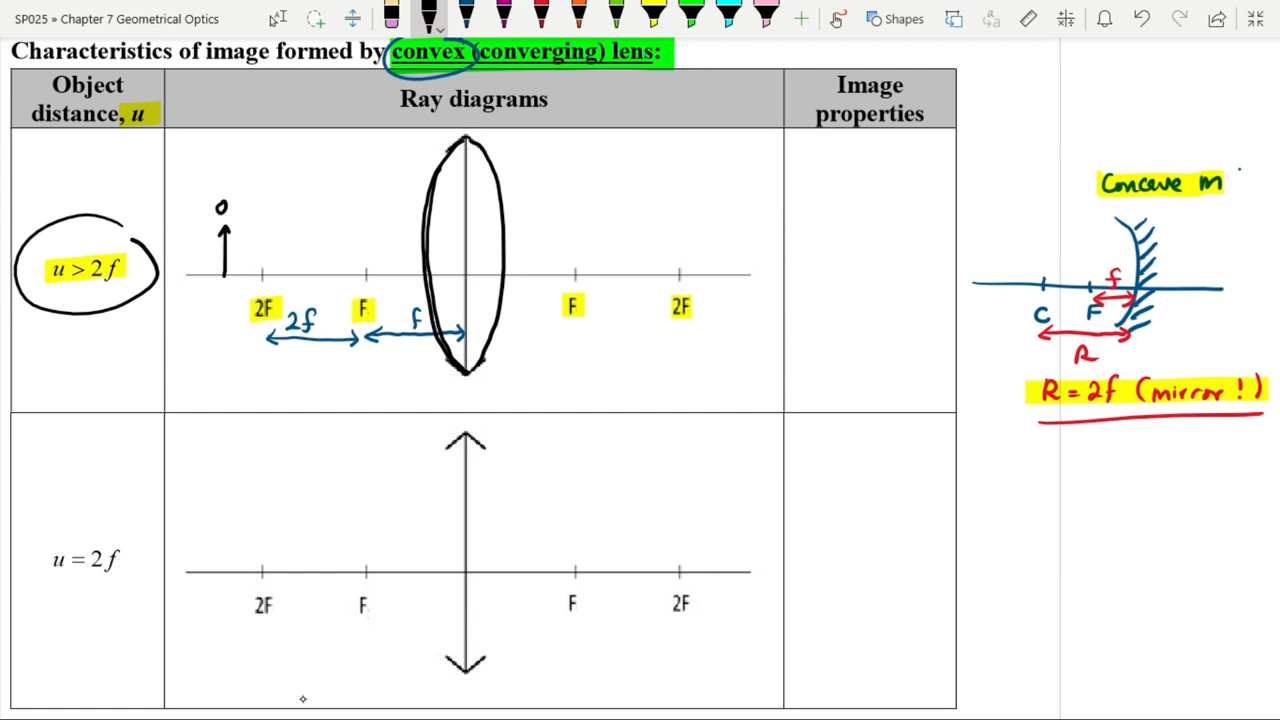 SP025 » Chapter 7 Geometrical Optics
Shapes
Characteristics of image formed by convex (converging) lens:
Object distance, u
Ray diagrams
Image properties
u > 2f
O
2F
F
F
2F
2f
f
Concave m
f
C
F
R
R = 2f (mirror!)
u = 2f
2F
F
F
2F